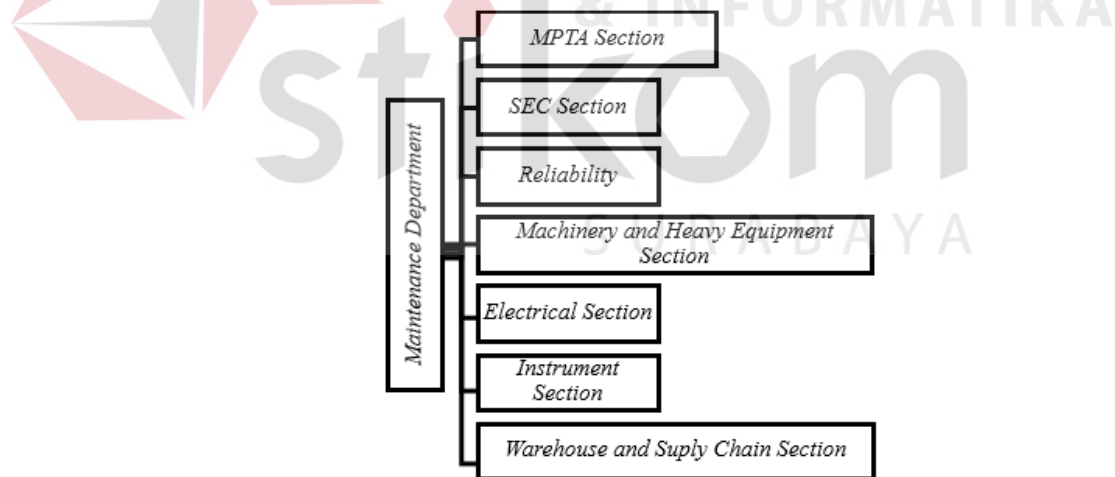 & INFORMATIKA
stikom
SURABAYA
Maintenance Department
MPTA Section
SEC Section
Reliability
Machinery and Heavy Equipment
Section
Electrical Section
Instrument
Section
Warehouse and Suply Chain Section